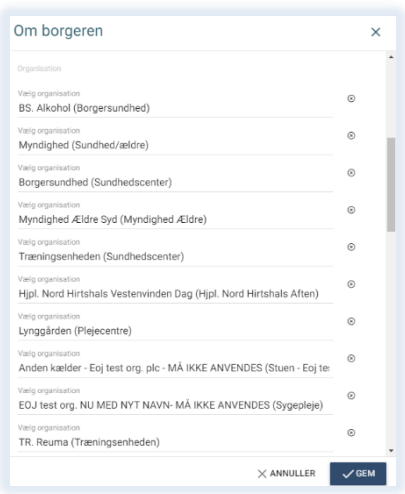 Om borgeren
Organisation
Vælg organisation
BS. Alkohol (Borgersundhed)
Vælg organisation
Myndighed (Sundhed/ældre)
Vælg organisation
Borgersundhed (Sundhedscenter)
Vælg organisation
Myndighed Ældre Syd (Myndighed Ældre)
Vælg organisation
Træningsenheden (Sundhedscenter)
Vælg organisation
Hjpl. Nord Hirtshals Vestenvinden Dag (Hjpl. Nord Hirtshals Aften)
Vælg organisation
Lynggården (Plejecentre)
Vælg organisation
Anden kælder - Eoj test org. plc - MÅ IKKE ANVENDES (Stuen - Eoj te
Vælg organisation
EOJ test org. NU MED NYT NAVN- MÅ IKKE ANVENDES (Sygepleje)
Vælg organisation
TR. Reuma (Træningsenheden)
ANNULLER GEM